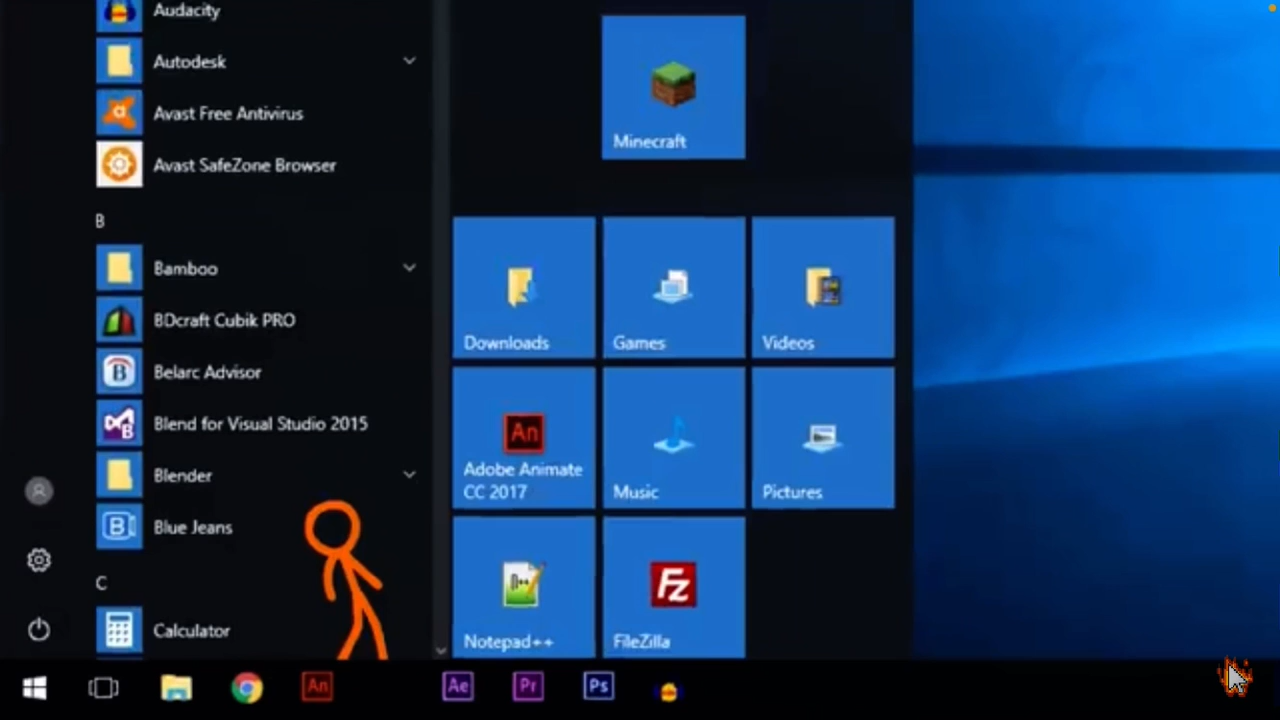 Audacity
Autodesk
Avast Free Antivirus
Avast SafeZone Browser
B
Bamboo
BDcraft Cubik PRO
Belarc Advisor
B
Blend for Visual Studio 2015
B
Blender
Blue Jeans
B
C
Calculator
Minecraft
Downloads
Games
Videos
An
Adobe Animate
CC 2017
Music
Pictures
Notepad++
Fz
FileZilla
An
Ae
Pr
Ps